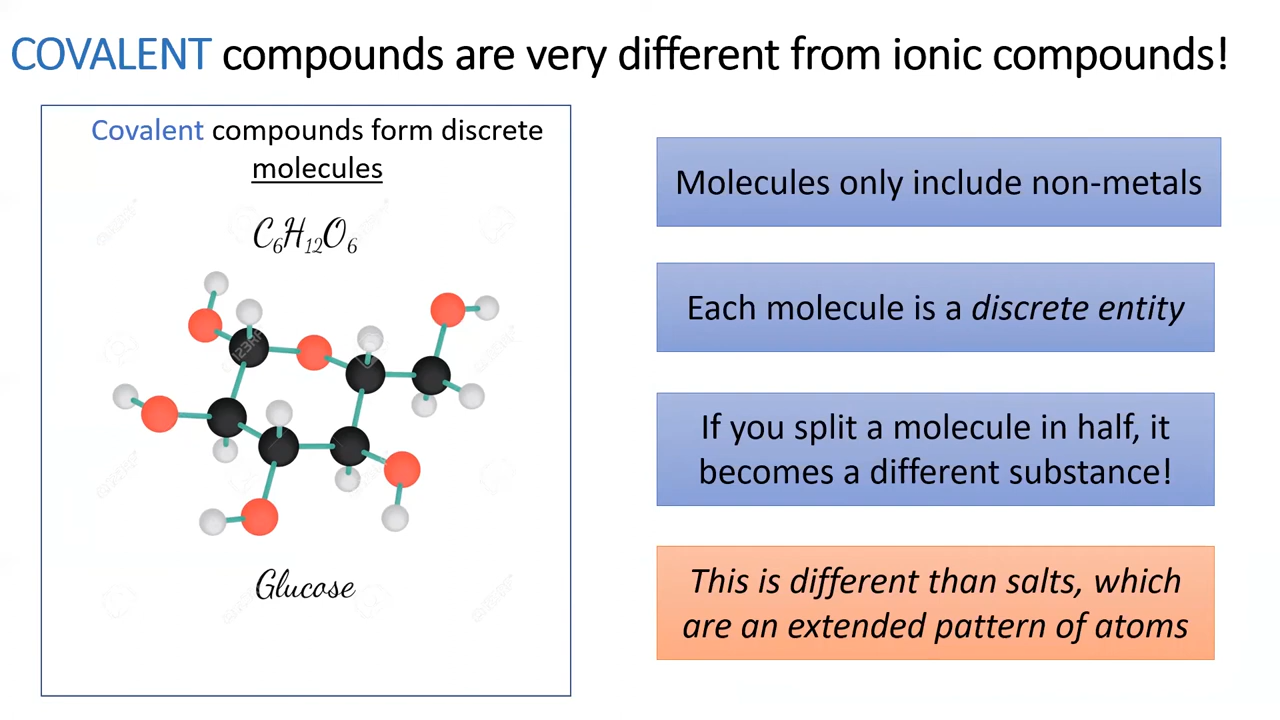 COVALENT compounds are very different from ionic compounds!
Covalent compounds form discrete
molecules
C₆H₁₂O₆
Glucose
Molecules only include non-metals
Each molecule is a discrete entity
If you split a molecule in half, it
becomes a different substance!
This is different than salts, which
are an extended pattern of atoms